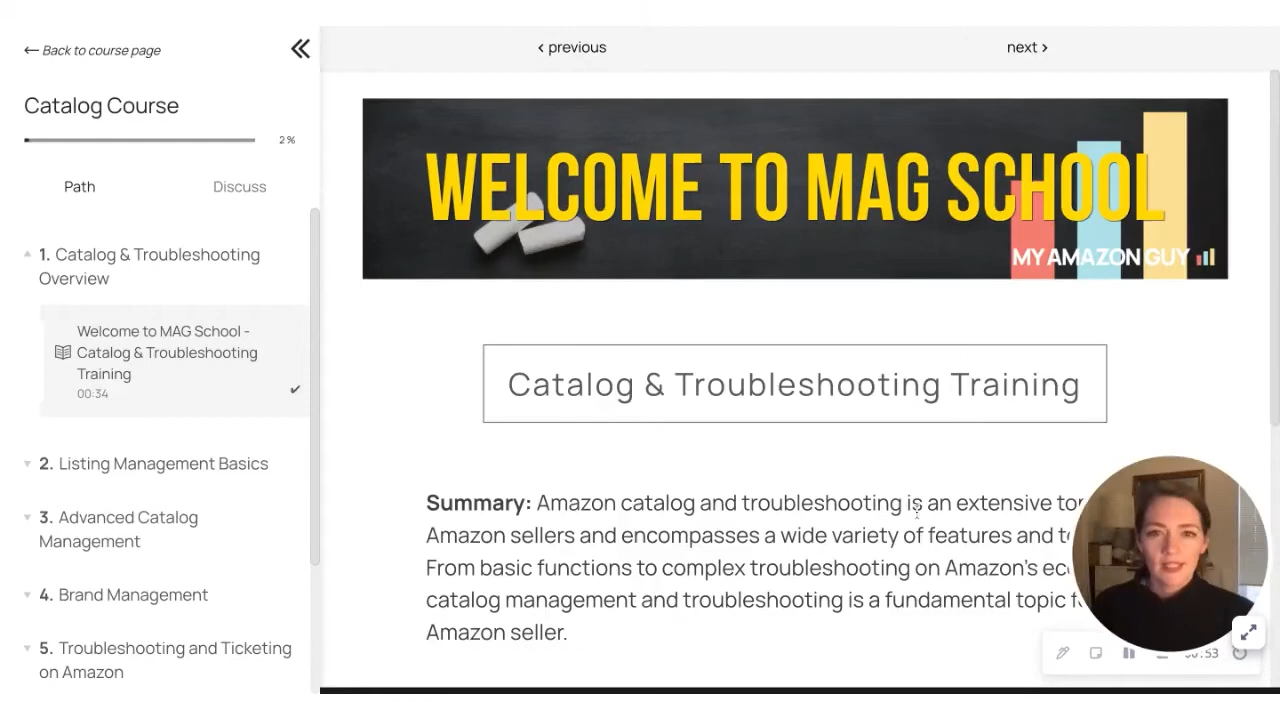 ← Back to course page
Catalog Course
2 %
Path
Discuss
1. Catalog & Troubleshooting
Overview
Welcome to MAG School -
Catalog & Troubleshooting
Training
00:34
2. Listing Management Basics
3. Advanced Catalog
Management
4. Brand Management
5. Troubleshooting and Ticketing
on Amazon
‹ previous
next ›
WELCOME TO MAG SCHOOL
MY AMAZON GUY
Catalog & Troubleshooting Training
Summary: Amazon catalog and troubleshooting is an extensive
Amazon sellers and encompasses a wide variety of features and
From basic functions to complex troubleshooting on Amazon's
catalog management and troubleshooting is a fundamental topic
Amazon seller.